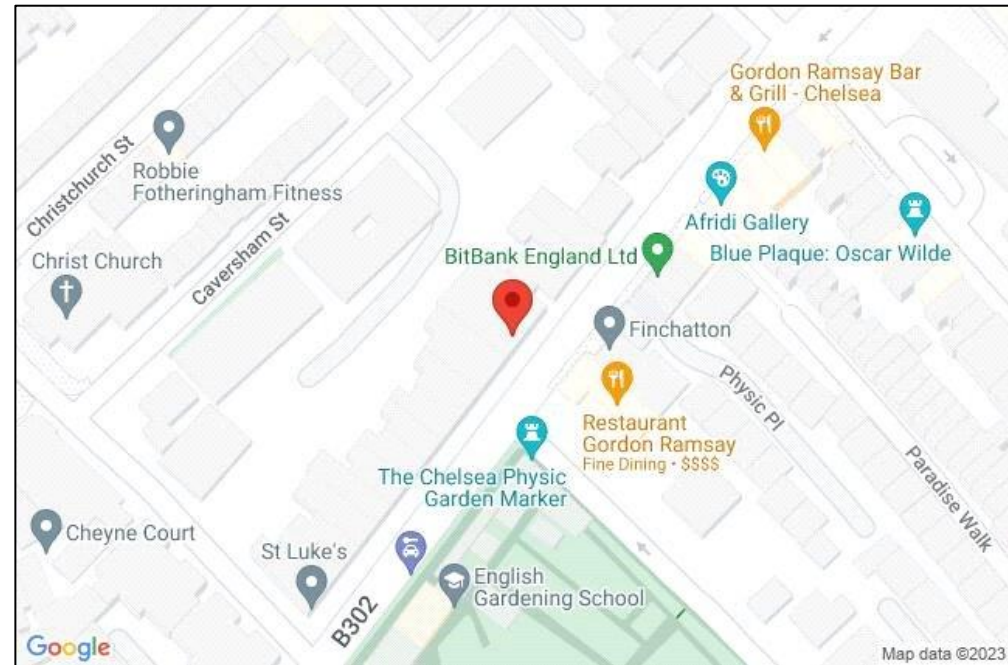 Gordon Ramsay Bar
& Grill - Chelsea
Christchurch St
Robbie
Fotheringham Fitness
Afridi Gallery
Christ Church
Caversham St
BitBank England Ltd
Blue Plaque: Oscar Wilde
Finchatton
Physic Pl
Restaurant
Gordon Ramsay
Fine Dining • $$$$
The Chelsea Physic
Garden Marker
Paradise Walk
Cheyne Court
St Luke's
English
Gardening School
B302
Google
Map data ©2023